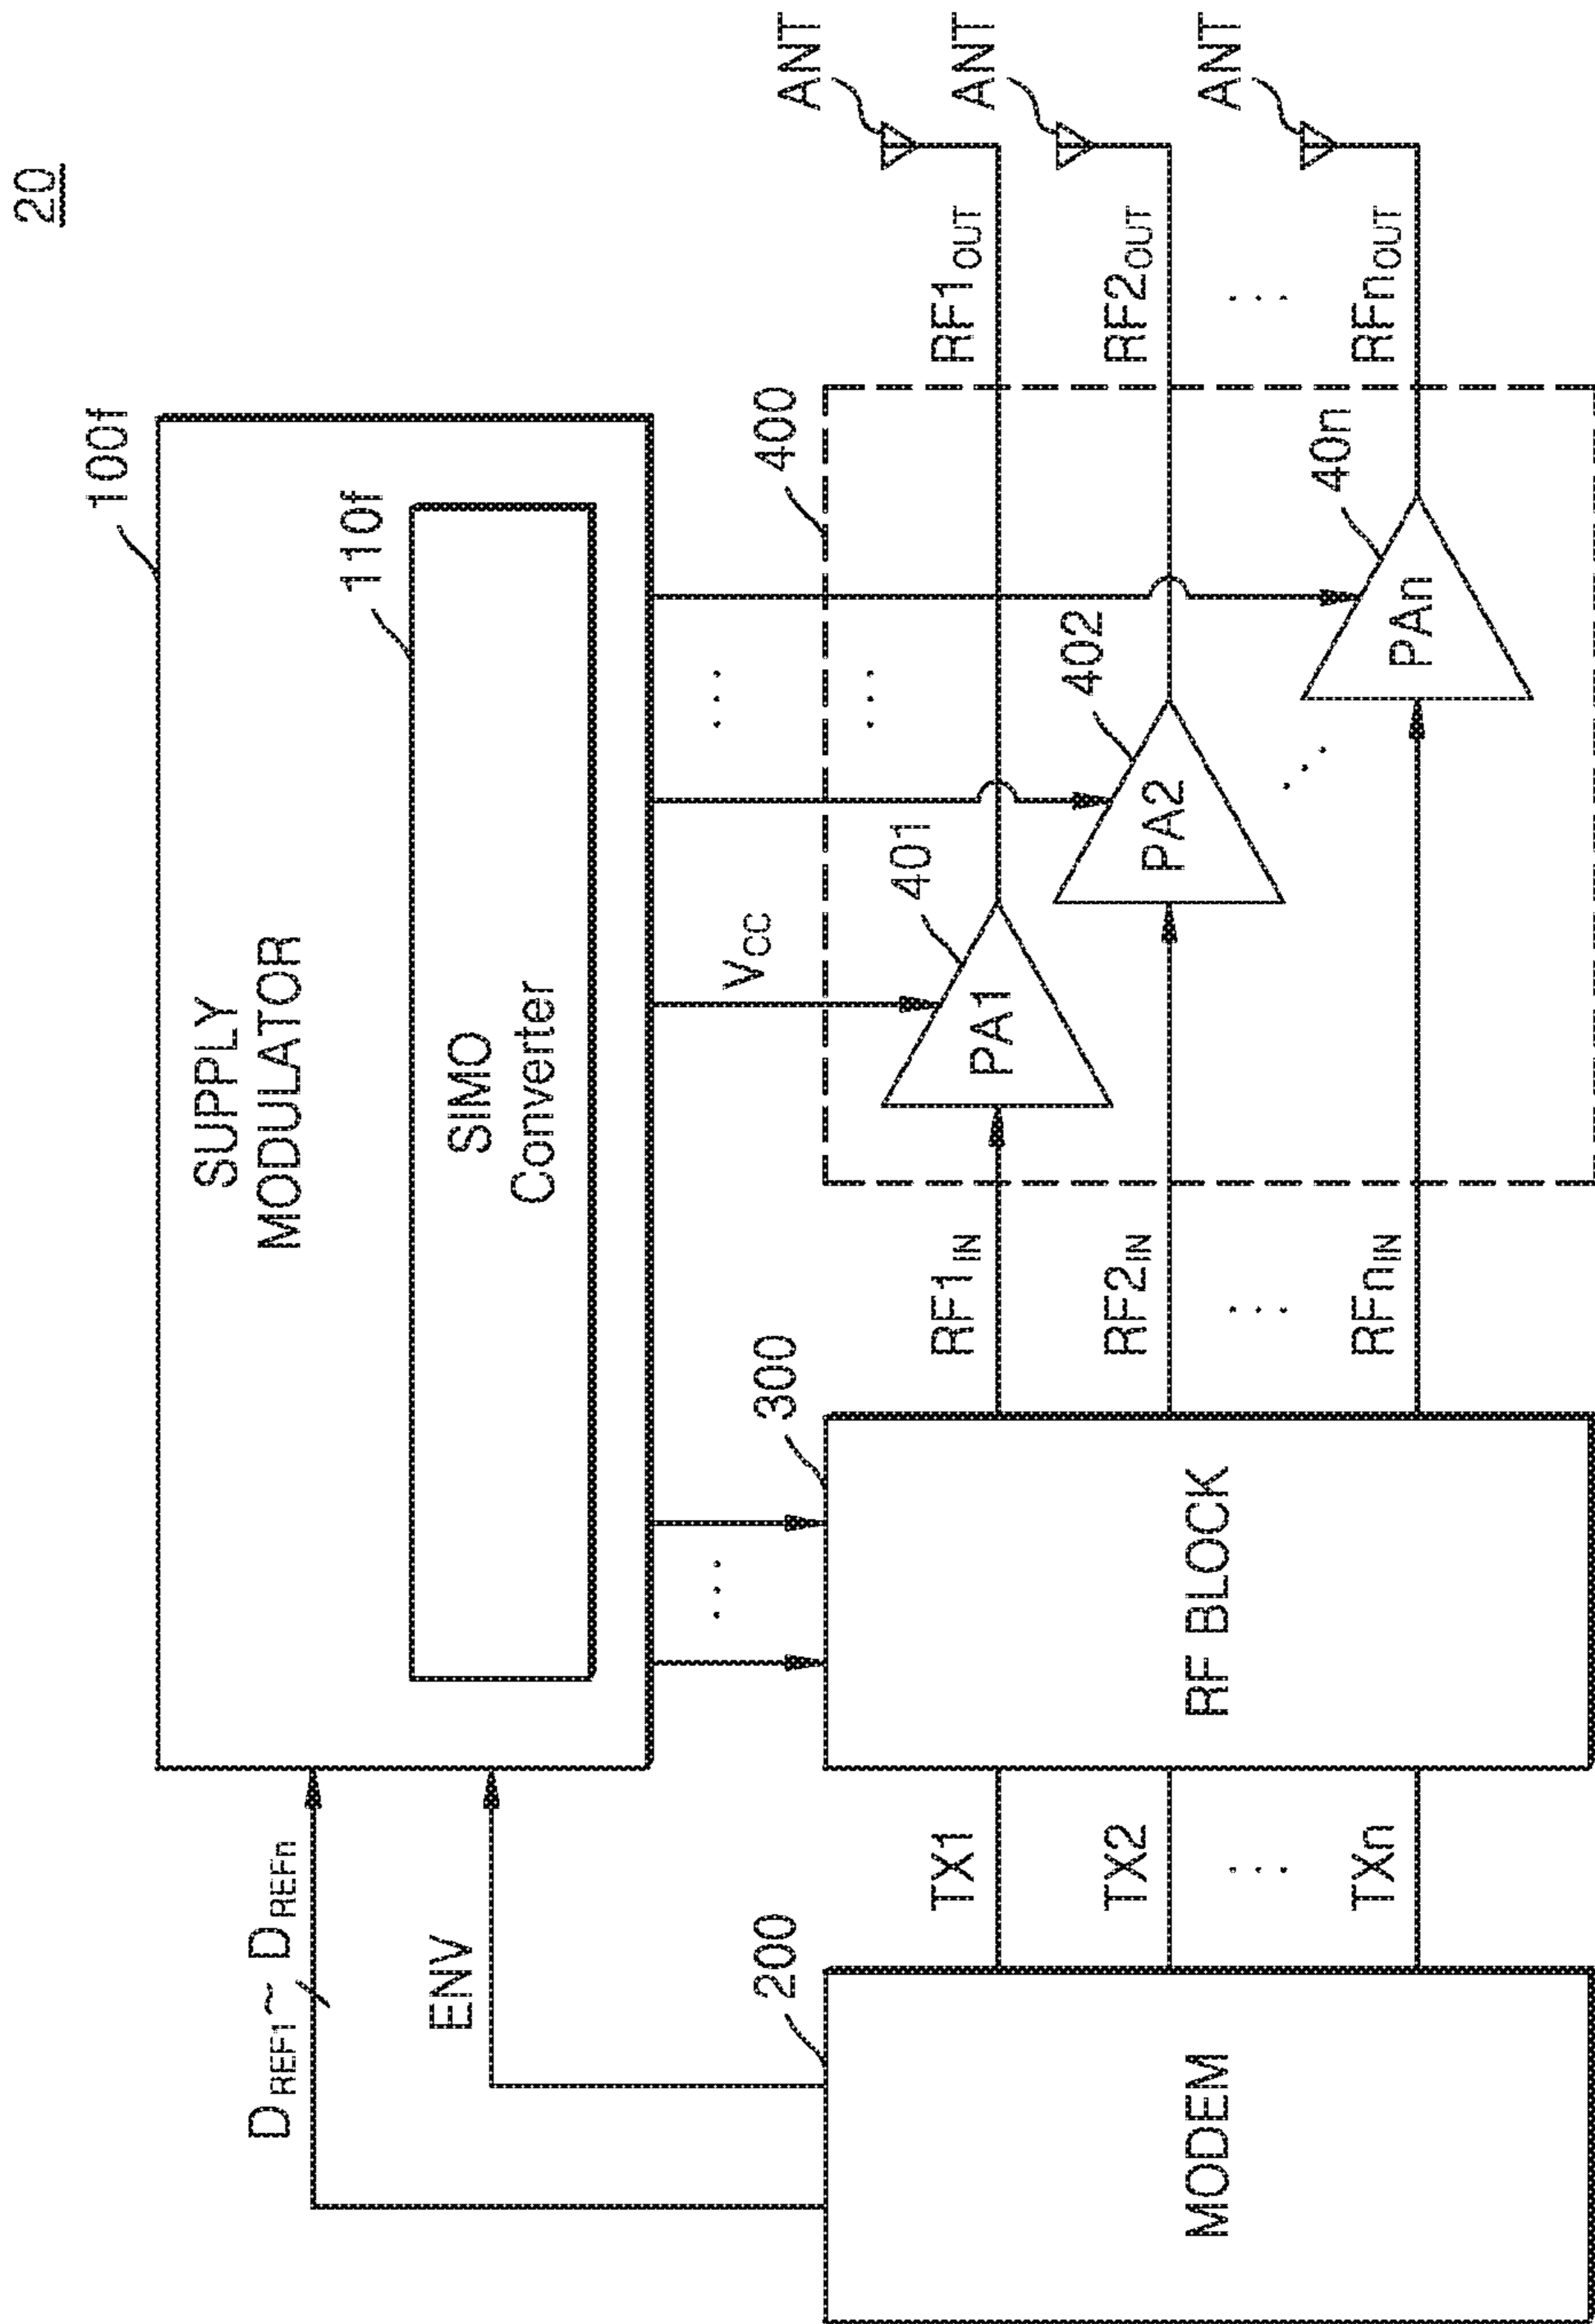 20
100f
SUPPLY
MODULATOR
110f
SIMO
Converter
DREF1 ~ DREFn
ENV
VCC
200
MODEM
TX1
TX2
⋮
TXn
300
RF BLOCK
...
RF1IN
RF2IN
⋮
RFnIN
400
...
...
401
PA1
402
PA2
⋱
40n
PAn
RF1OUT
RF2OUT
⋮
RFnOUT
ANT
ANT
ANT